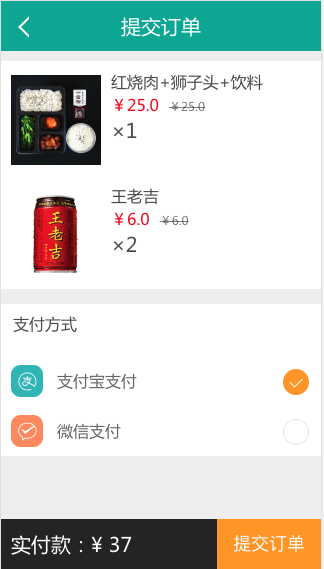 提交订单
红烧肉+狮子头+饮料
￥25.0 ￥25.0
×1
王老吉
王老吉
￥6.0 ￥6.0
×2
支付方式
支付宝支付
微信支付
实付款：￥ 37
提交订单